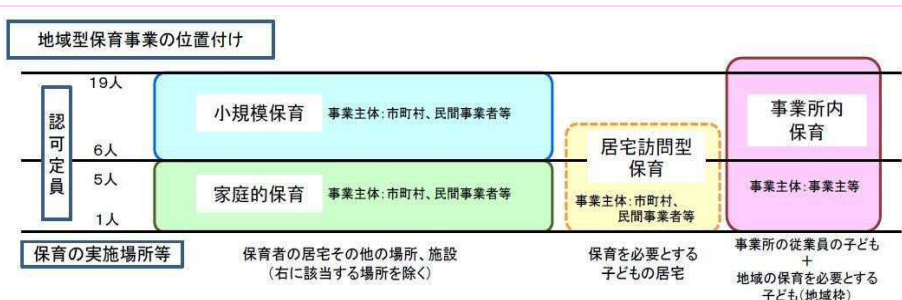 地域型保育事業の位置付け
19人
認可定員
6人
5人
1人
小規模保育
事業主体:市町村、民間事業者等
家庭的保育
事業主体:市町村、民間事業者等
居宅訪問型
保育
事業主体:市町村、
民間事業者等
事業所内
保育
事業主体:事業主等
保育の実施場所等
保育者の居宅その他の場所、施設
(右に該当する場所を除く)
保育を必要とする
子どもの居宅
事業所の従業員の子ども
+
地域の保育を必要とする
子ども(地域枠)